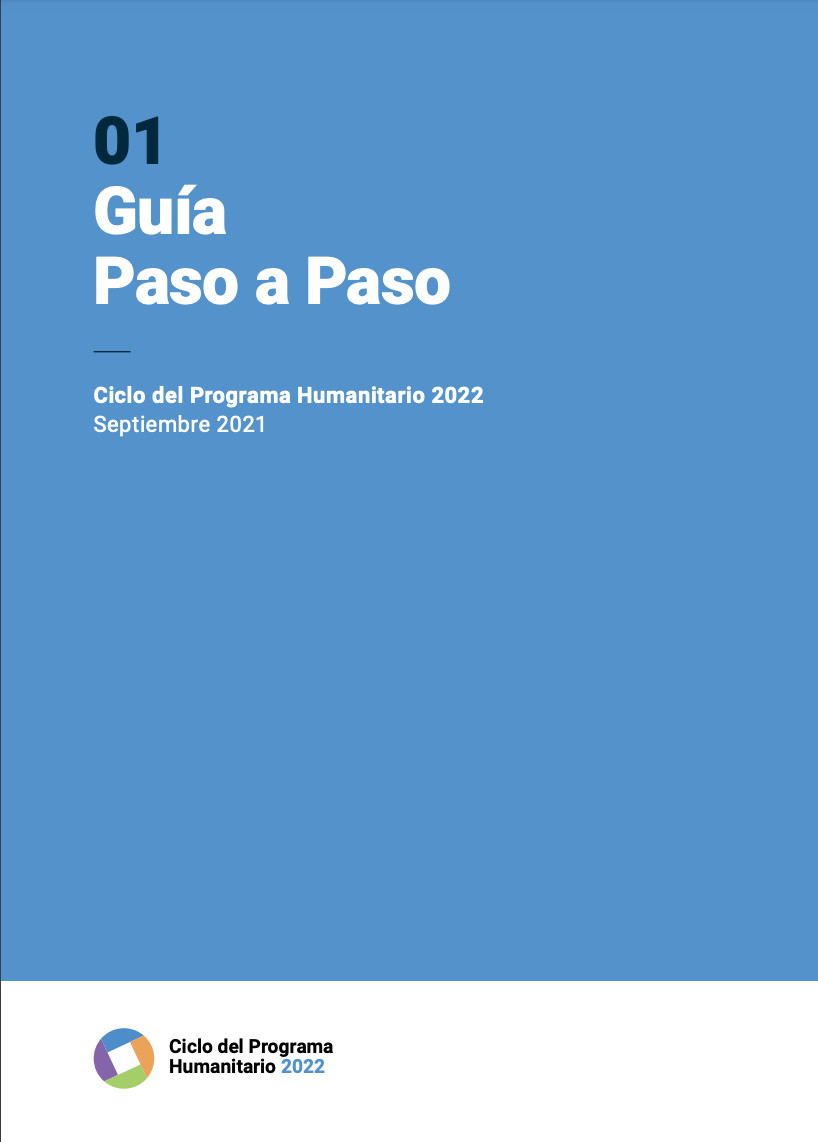 01
Guía
Paso a Paso
Ciclo del Programa Humanitario 2022
Septiembre 2021
Ciclo del Programa
Humanitario 2022